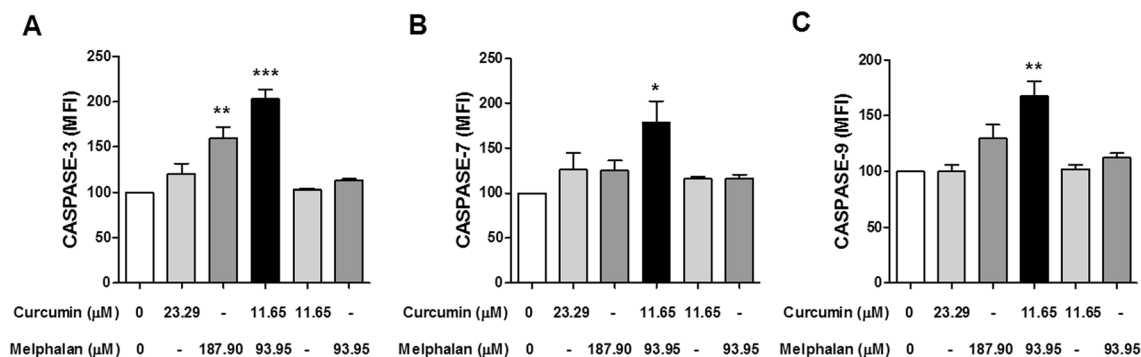 A
B
C
CASPASE-3 (MFI)
250
200
150
100
50
0
**
***
CASPASE-7 (MFI)
250
200
150
100
50
0
*
CASPASE-9 (MFI)
200
150
100
50
0
**
Curcumin (μM) 0 23.29 - 11.65 11.65 -
Melphalan (μM) 0 - 187.90 93.95 - 93.95
Curcumin (μM) 0 23.29 - 11.65 11.65 -
Melphalan (μM) 0 - 187.90 93.95 - 93.95
Curcumin (μM) 0 23.29 - 11.65 11.65 -
Melphalan (μM) 0 - 187.90 93.95 - 93.95